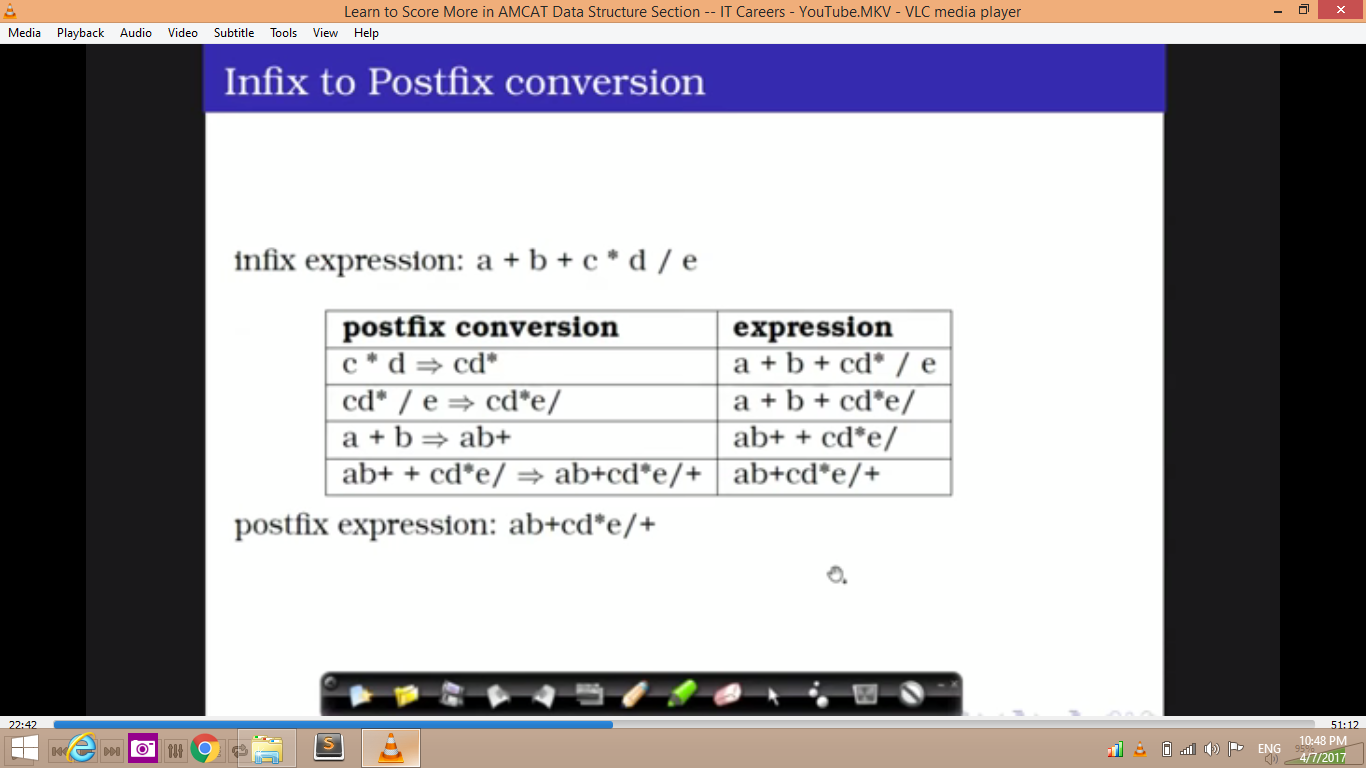 Learn to Score More in AMCAT Data Structure Section -- IT Careers - YouTube.MKV - VLC media player
Media Playback Audio Video Subtitle Tools View Help
Infix to Postfix conversion
infix expression: a + b + c * d / e
postfix conversion expression
c * d ⇒ cd* a + b + cd* / e
cd* / e ⇒ cd*e/ a + b + cd*e/
a + b ⇒ ab+ ab+ + cd*e/
ab+ + cd*e/ ⇒ ab+cd*e/+ ab+cd*e/+
postfix expression: ab+cd*e/+
22:42 51:12
10:48 PM
ENG 95%
4/7/2017